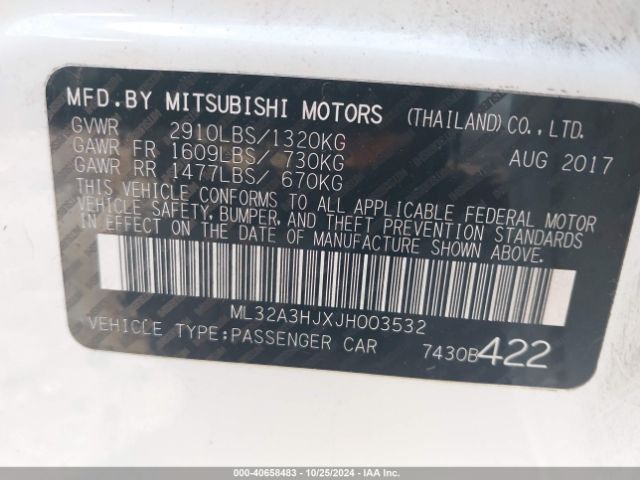 MFD.BY MITSUBISHI MOTORS (THAILAND) CO.,LTD.
GVWR 2910LBS/1320KG
AUG 2017
GAWR FR 1609LBS/ 730KG
GAWR RR 1477LBS/ 670KG
THIS VEHICLE CONFORMS TO ALL APPLICABLE FEDERAL MOTOR
VEHICLE SAFETY, BUMPER, AND THEFT PREVENTION STANDARDS
IN EFFECT ON THE DATE OF MANUFACTURE SHOWN ABOVE.
ML32A3HJXJH003532
VEHICLE TYPE:PASSENGER CAR 7430B422
000-40658483 - 10/25/2024 - iaai.com